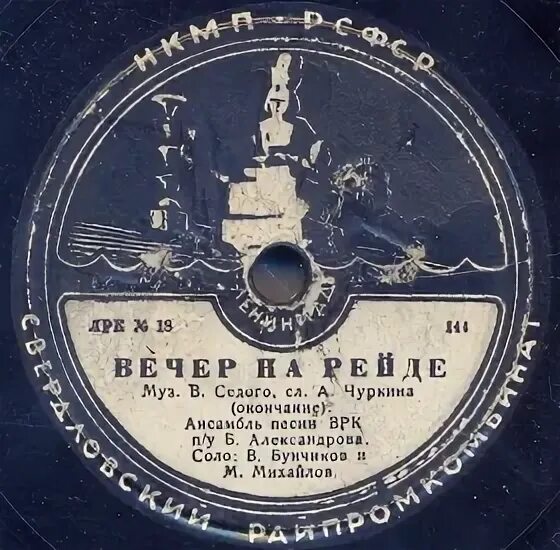 НКМП - РСФСР
ЛЕНИНГРАД
ЛРК № 18
111
ВЕЧЕР НА РЕЙДЕ
Муз. В. Седого, сл. А. Чуркина
(окончание).
Ансамбль песни ВРК
п/у Б. Александрова.
Соло: В. Бунчиков и
М. Михайлов.
СВЕРДЛОВСКИЙ РАЙПРОМКОМБИНАТ